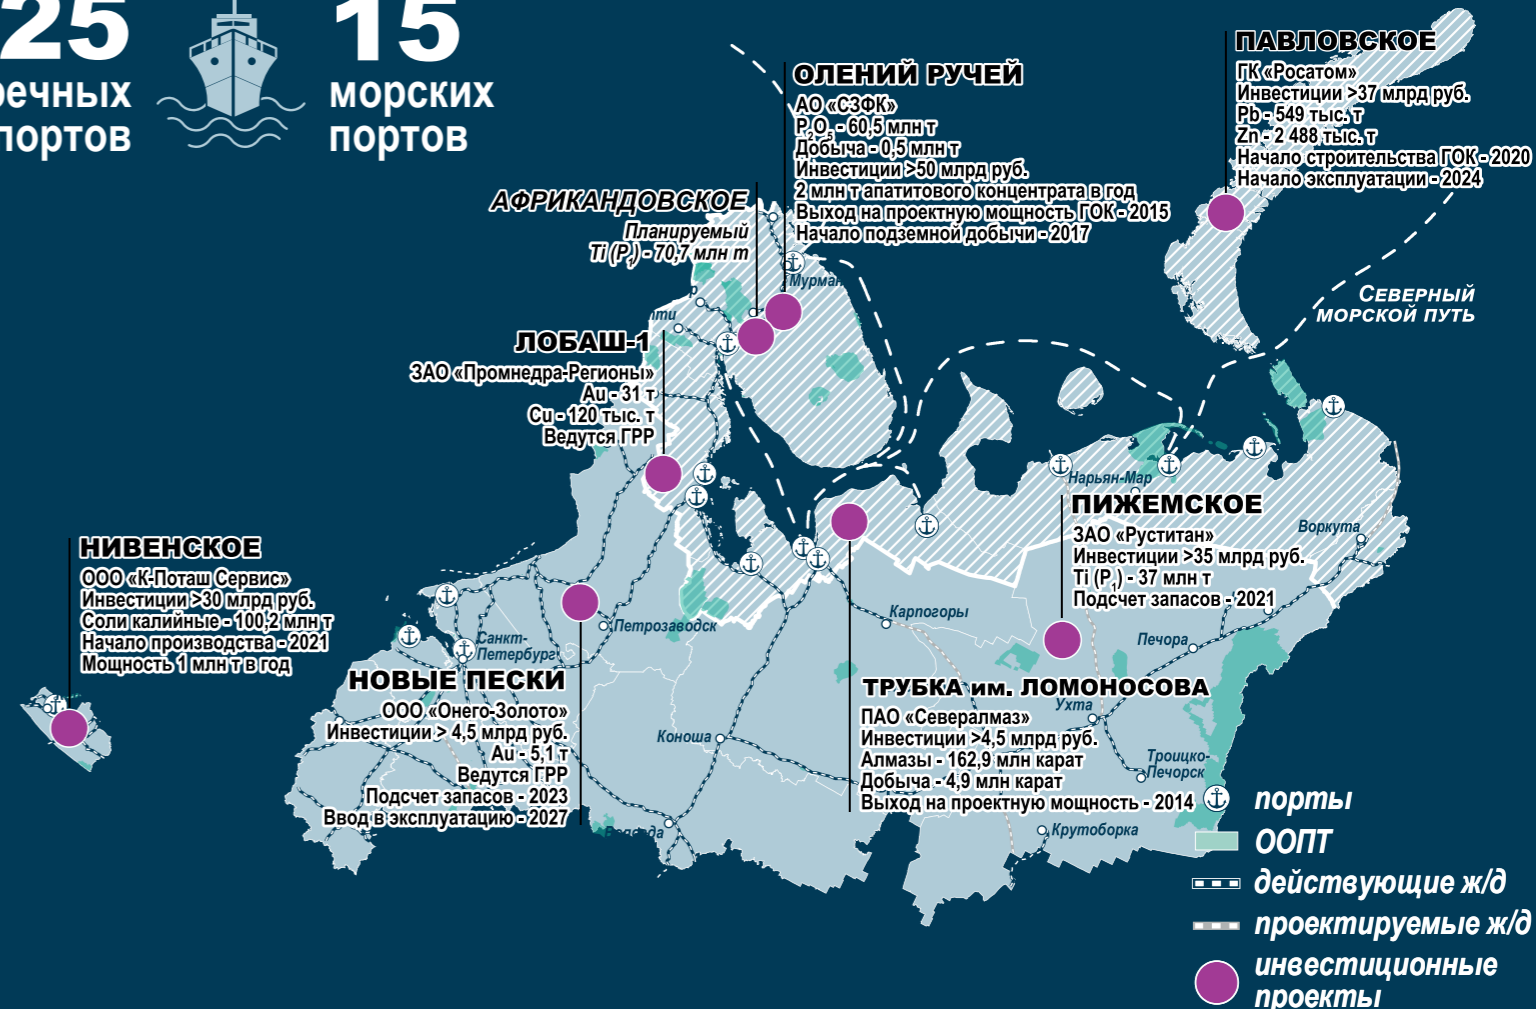 25
речных
портов
15
морских
портов
ОЛЕНИЙ РУЧЕЙ
АО «СЗФК»
P₂O₅ - 60,5 млн т
Добыча - 0,5 млн т
Инвестиции >50 млрд руб.
2 млн т апатитового концентрата в год
Выход на проектную мощность ГОК - 2015
Начало подземной добычи - 2017
ПАВЛОВСКОЕ
ГК «Росатом»
Инвестиции >37 млрд руб.
Pb - 549 тыс. т
Zn - 2 488 тыс. т
Начало строительства ГОК - 2020
Начало эксплуатации - 2024
АФРИКАНДОВСКОЕ
Планируемый
Ti (P₁) - 70,7 млн т
Мурман
СЕВЕРНЫЙ
МОРСКОЙ ПУТЬ
ЛОБАШ-1
ЗАО «Промнедра-Регионы»
Au - 31 т
Cu - 120 тыс. т
Ведутся ГРР
Нарьян-Мар
ПИЖЕМСКОЕ
ЗАО «Руститан»
Инвестиции >35 млрд руб.
Ti (P₁) - 37 млн т
Подсчет запасов - 2021
Воркута
НИВЕНСКОЕ
ООО «К-Поташ Сервис»
Инвестиции >30 млрд руб.
Соли калийные - 100,2 млн т
Начало производства - 2021
Мощность 1 млн т в год
Карпогоры
Петрозаводск
Санкт-
Петербург
Печора
НОВЫЕ ПЕСКИ
ООО «Онего-Золото»
Инвестиции > 4,5 млрд руб.
Au - 5,1 т
Ведутся ГРР
Подсчет запасов - 2023
Ввод в эксплуатацию - 2027
Коноша
Вологда
ТРУБКА им. ЛОМОНОСОВА
ПАО «Севералмаз»
Инвестиции >4,5 млрд руб.
Алмазы - 162,9 млн карат
Добыча - 4,9 млн карат
Выход на проектную мощность - 2014
Ухта
Троицко-
Печорск
Крутоборка
порты
ООПТ
действующие ж/д
проектируемые ж/д
инвестиционные
проекты